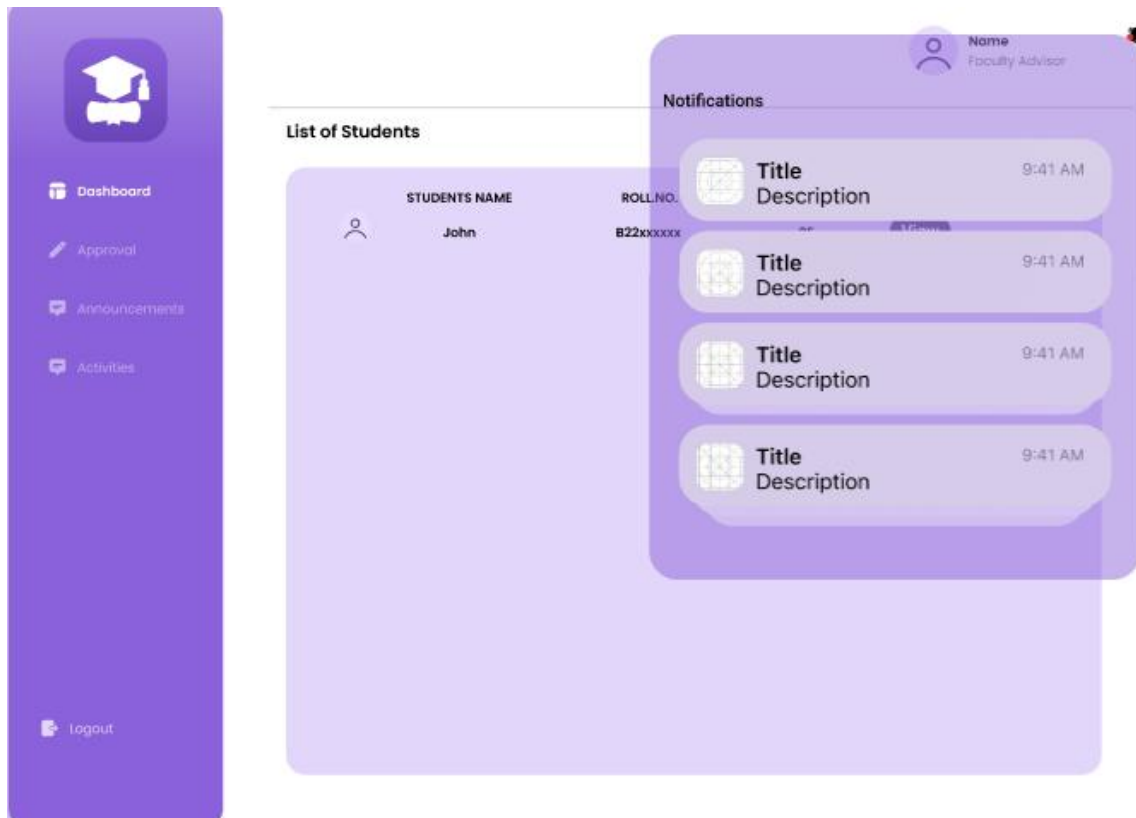 Name
Faculty Advisor
Notifications
List of Students
Dashboard
Approval
Announcements
Activities
Logout
STUDENTS NAME ROLL.NO.
John B22xxxxxx
Title 9:41 AM
Description
Title 9:41 AM
Description
Title 9:41 AM
Description
Title 9:41 AM
Description